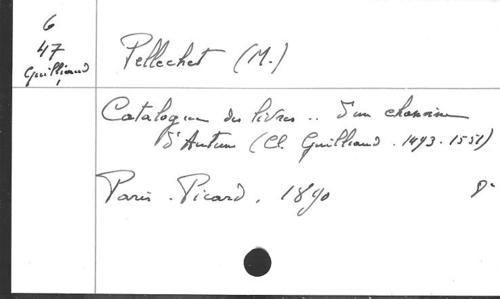 6
47
Guilliaud
Pellechet (M.)
Catalogue des livres .. d'un chanoine
d'Autun (Cl. Guilliaud . 1493 . 1551)
Paris . Picard . 1890 8°